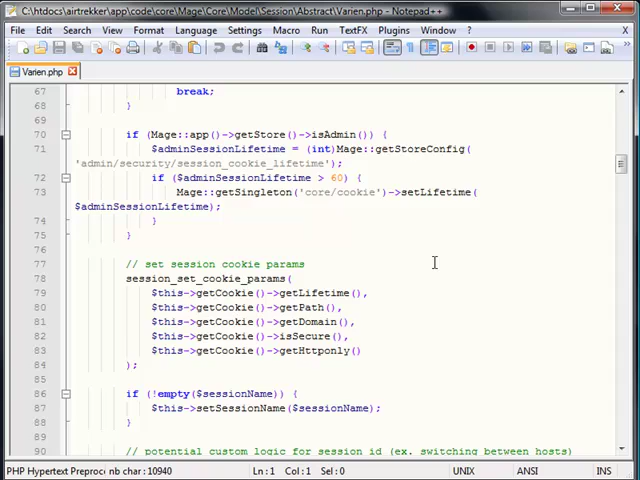 C:\htdocs\airtrekker\app\code\core\Mage\Core\Model\Session\Abstract\Varien.php - Notepad++
File Edit Search View Encoding Language Settings Macro Run TextFX Plugins Window ? X
Varien.php
67 break;
68 }
69
70 if (Mage::app()->getStore()->isAdmin()) {
71 $adminSessionLifetime = (int)Mage::getStoreConfig(
'admin/security/session_cookie_lifetime');
72 if ($adminSessionLifetime > 60) {
73 Mage::getSingleton('core/cookie')->setLifetime(
$adminSessionLifetime);
74 }
75 }
76
77 // set session cookie params
78 session_set_cookie_params(
79 $this->getCookie()->getLifetime(),
80 $this->getCookie()->getPath(),
81 $this->getCookie()->getDomain(),
82 $this->getCookie()->isSecure(),
83 $this->getCookie()->getHttponly()
84 );
85
86 if (!empty($sessionName)) {
87 $this->setSessionName($sessionName);
88 }
89
90 // potential custom logic for session id (ex. switching between hosts)
PHP Hypertext Preproce nb char : 10940 Ln : 1 Col : 1 Sel : 0 UNIX ANSI INS